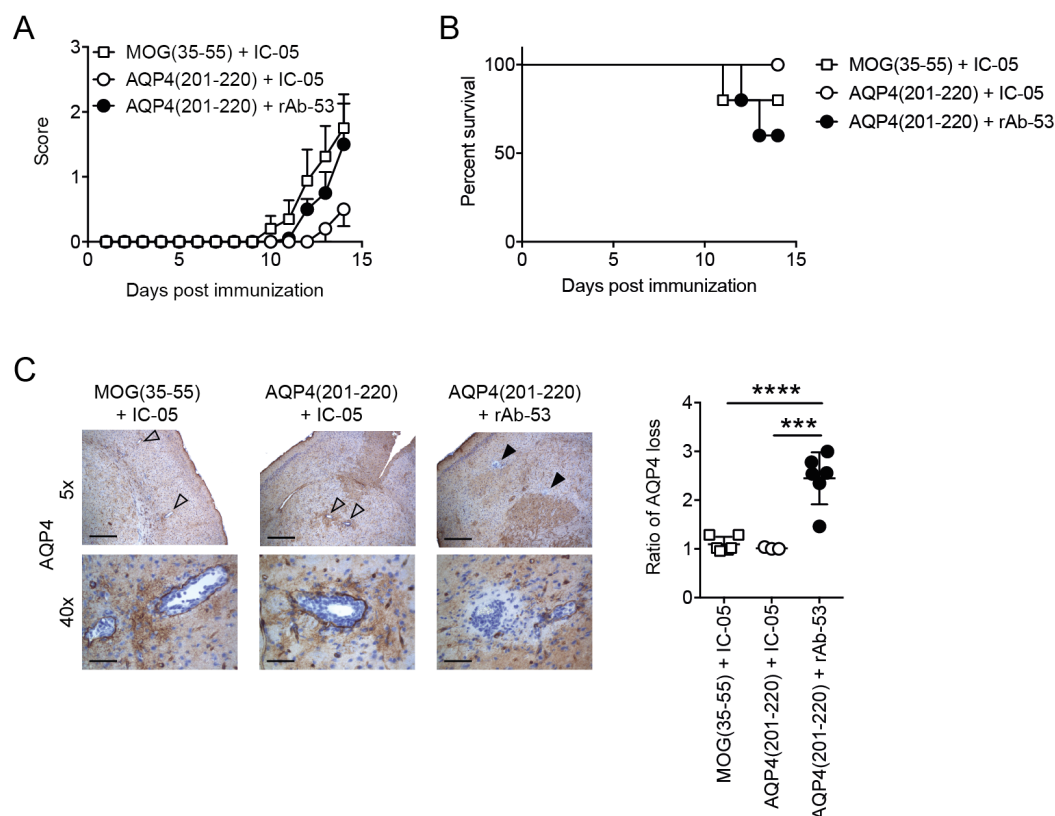 A
3
2
1
0
Score
0
5
10
15
Days post immunization
MOG(35-55) + IC-05
AQP4(201-220) + IC-05
AQP4(201-220) + rAb-53
B
100
50
0
Percent survival
0
5
10
15
Days post immunization
MOG(35-55) + IC-05
AQP4(201-220) + IC-05
AQP4(201-220) + rAb-53
C
MOG(35-55)
+ IC-05
AQP4(201-220)
+ IC-05
AQP4(201-220)
+ rAb-53
AQP4
5x
40x
4
3
2
1
0
Ratio of AQP4 loss
****
***
MOG(35-55) + IC-05
AQP4(201-220) + IC-05
AQP4(201-220) + rAb-53